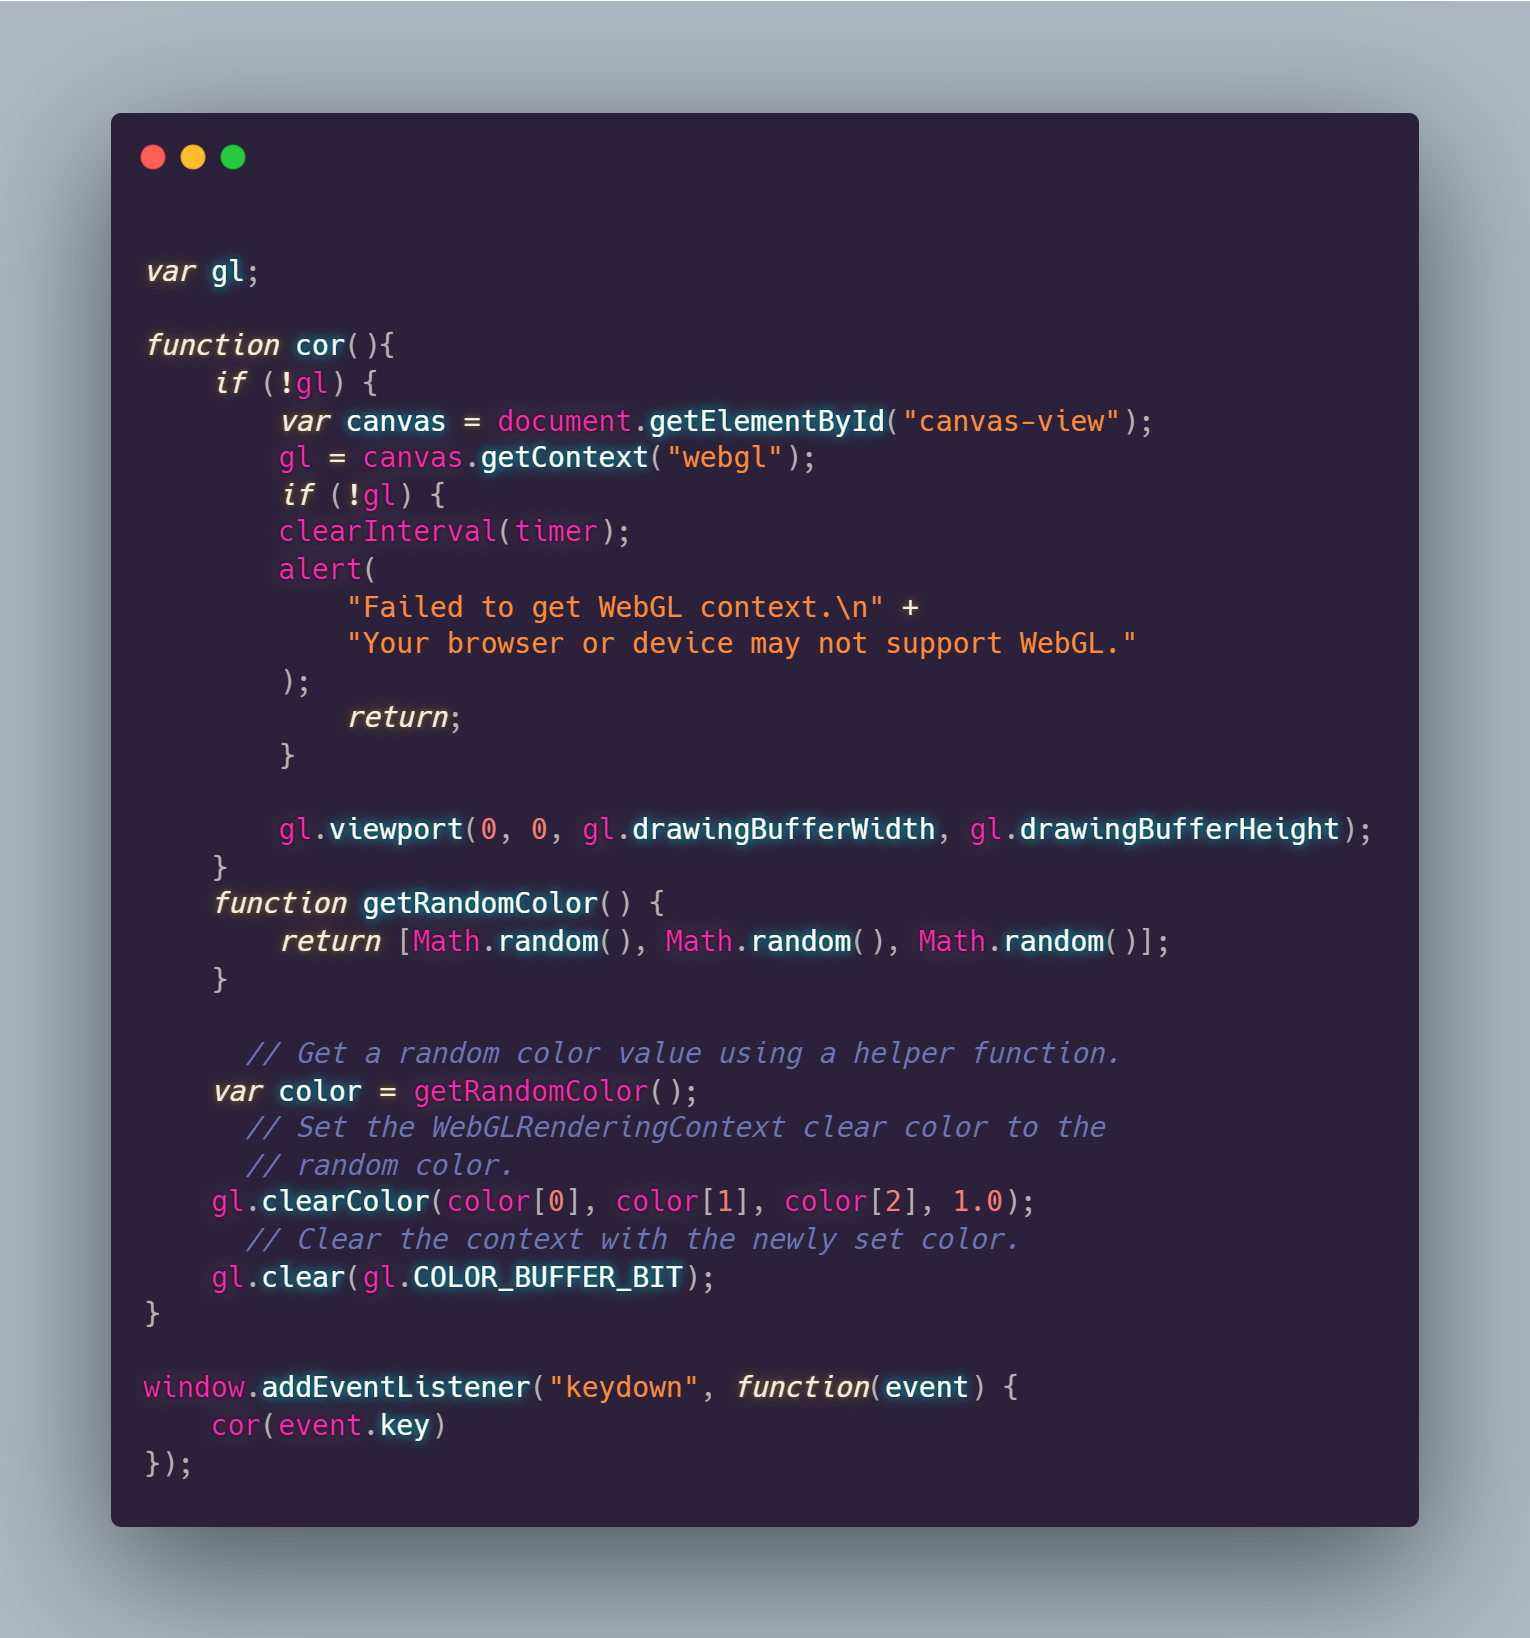 var gl;
function cor(){
if (!gl) {
var canvas = document.getElementById("canvas-view");
gl = canvas.getContext("webgl");
if (!gl) {
clearInterval(timer);
alert(
"Failed to get WebGL context.\n" +
"Your browser or device may not support WebGL."
);
return;
}
gl.viewport(0, 0, gl.drawingBufferWidth, gl.drawingBufferHeight);
}
function getRandomColor() {
return [Math.random(), Math.random(), Math.random()];
}
// Get a random color value using a helper function.
var color = getRandomColor();
// Set the WebGLRenderingContext clear color to the
// random color.
gl.clearColor(color[0], color[1], color[2], 1.0);
// Clear the context with the newly set color.
gl.clear(gl.COLOR_BUFFER_BIT);
}
window.addEventListener("keydown", function(event) {
cor(event.key)
});